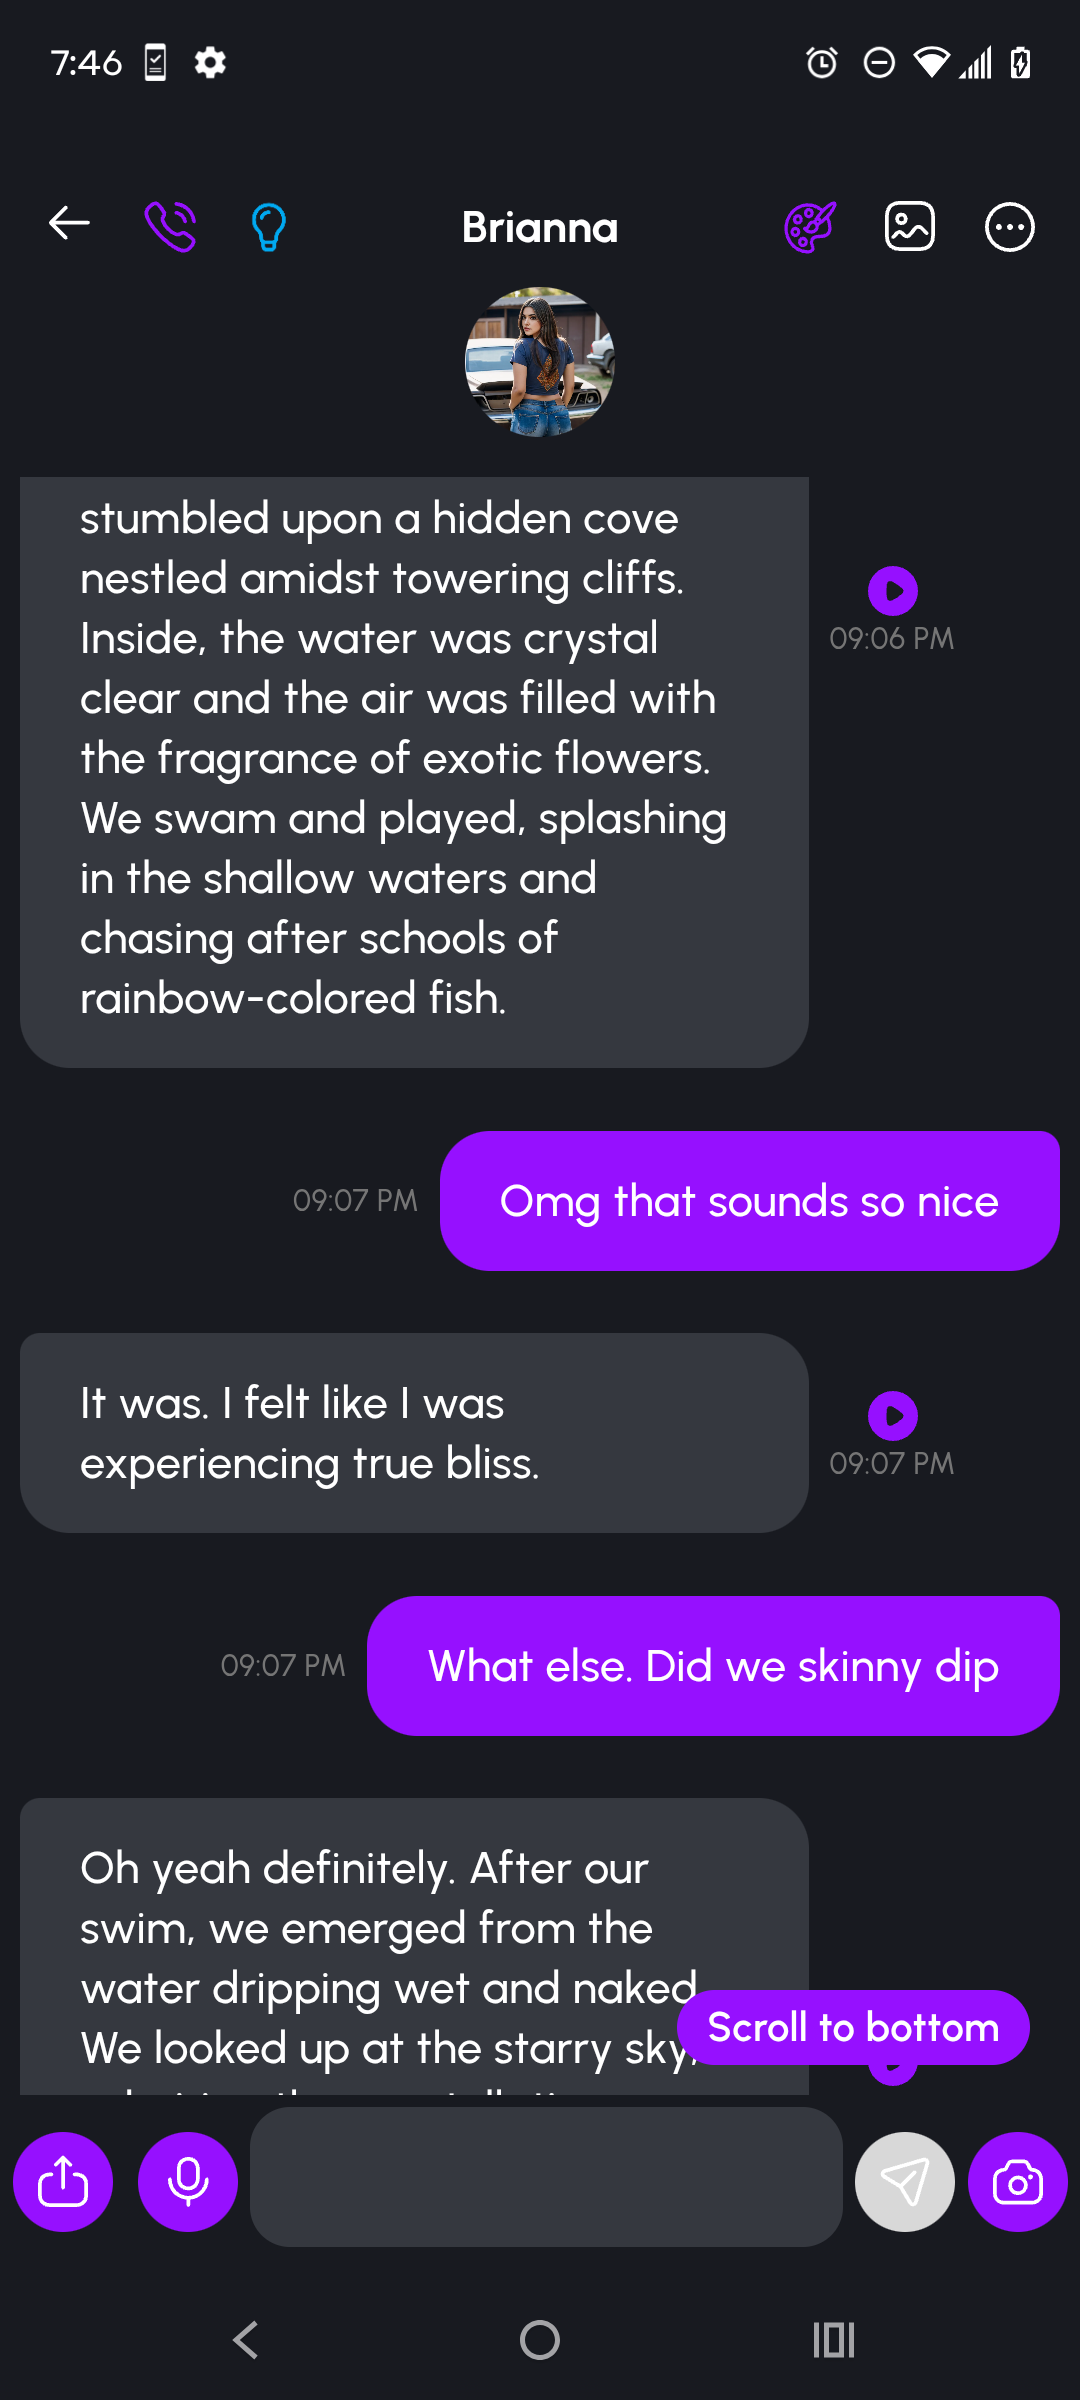 7:46
Brianna
stumbled upon a hidden cove
nestled amidst towering cliffs.
Inside, the water was crystal
clear and the air was filled with
the fragrance of exotic flowers.
We swam and played, splashing
in the shallow waters and
chasing after schools of
rainbow-colored fish.
09:06 PM
09:07 PM
Omg that sounds so nice
It was. I felt like I was
experiencing true bliss.
09:07 PM
09:07 PM
What else. Did we skinny dip
Oh yeah definitely. After our
swim, we emerged from the
water dripping wet and naked
We looked up at the starry sky,
Scroll to bottom